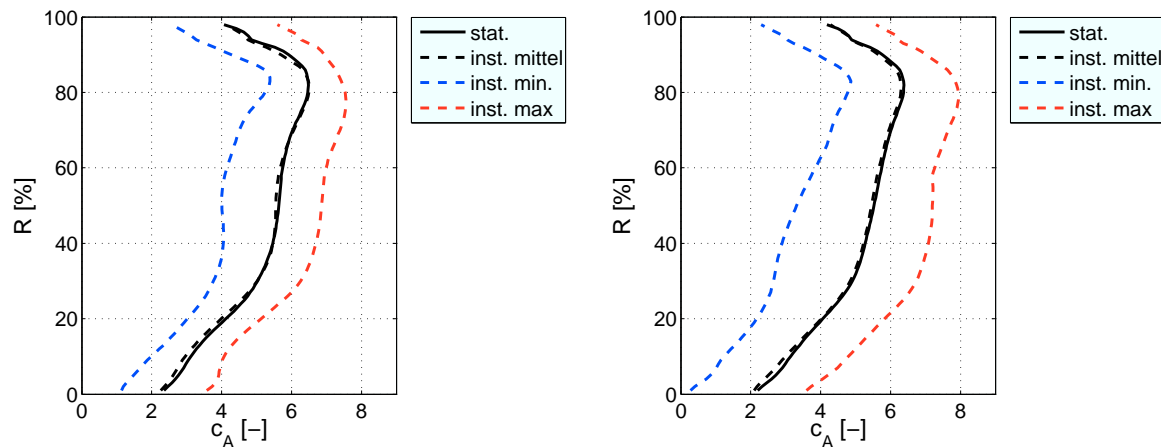 100
80
60
40
20
0
R [%]
0 2 4 6 8
c_A [–]
stat.
inst. mittel
inst. min.
inst. max
100
80
60
40
20
0
R [%]
0 2 4 6 8
c_A [–]
stat.
inst. mittel
inst. min.
inst. max